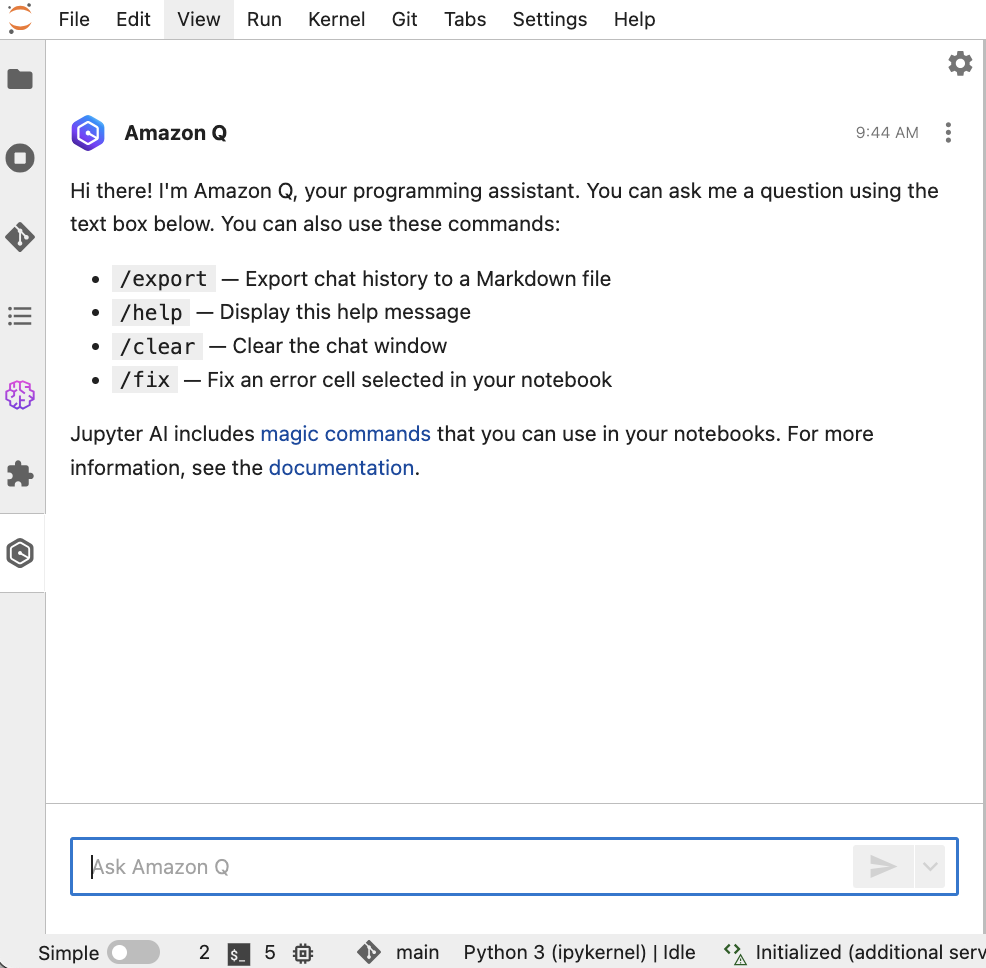 File Edit View Run Kernel Git Tabs Settings Help
Amazon Q 9:44 AM
Hi there! I'm Amazon Q, your programming assistant. You can ask me a question using the
text box below. You can also use these commands:
• /export — Export chat history to a Markdown file
• /help — Display this help message
• /clear — Clear the chat window
• /fix — Fix an error cell selected in your notebook
Jupyter AI includes magic commands that you can use in your notebooks. For more
information, see the documentation.
Ask Amazon Q
Simple 2 $_ 5 main Python 3 (ipykernel) | Idle Initialized (additional serv